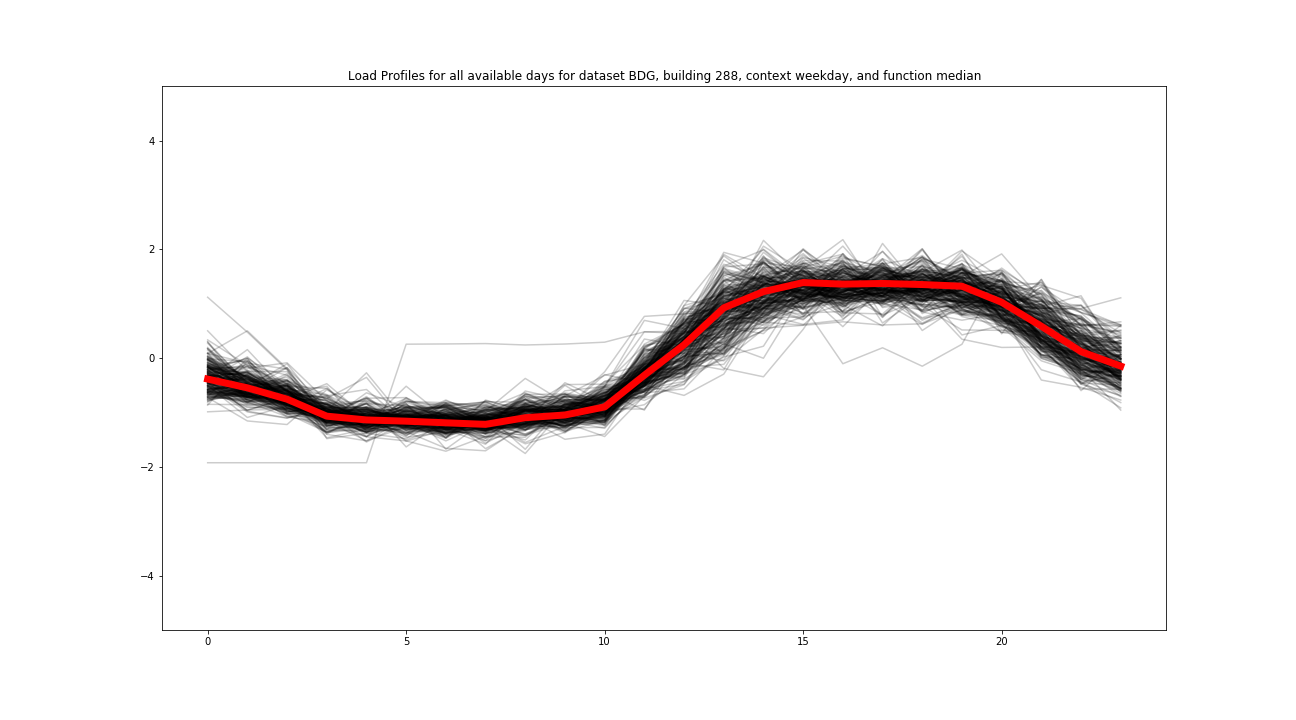 Load Profiles for all available days for dataset BDG, building 288, context weekday, and function median
4
2
0
−2
−4
0 5 10 15 20